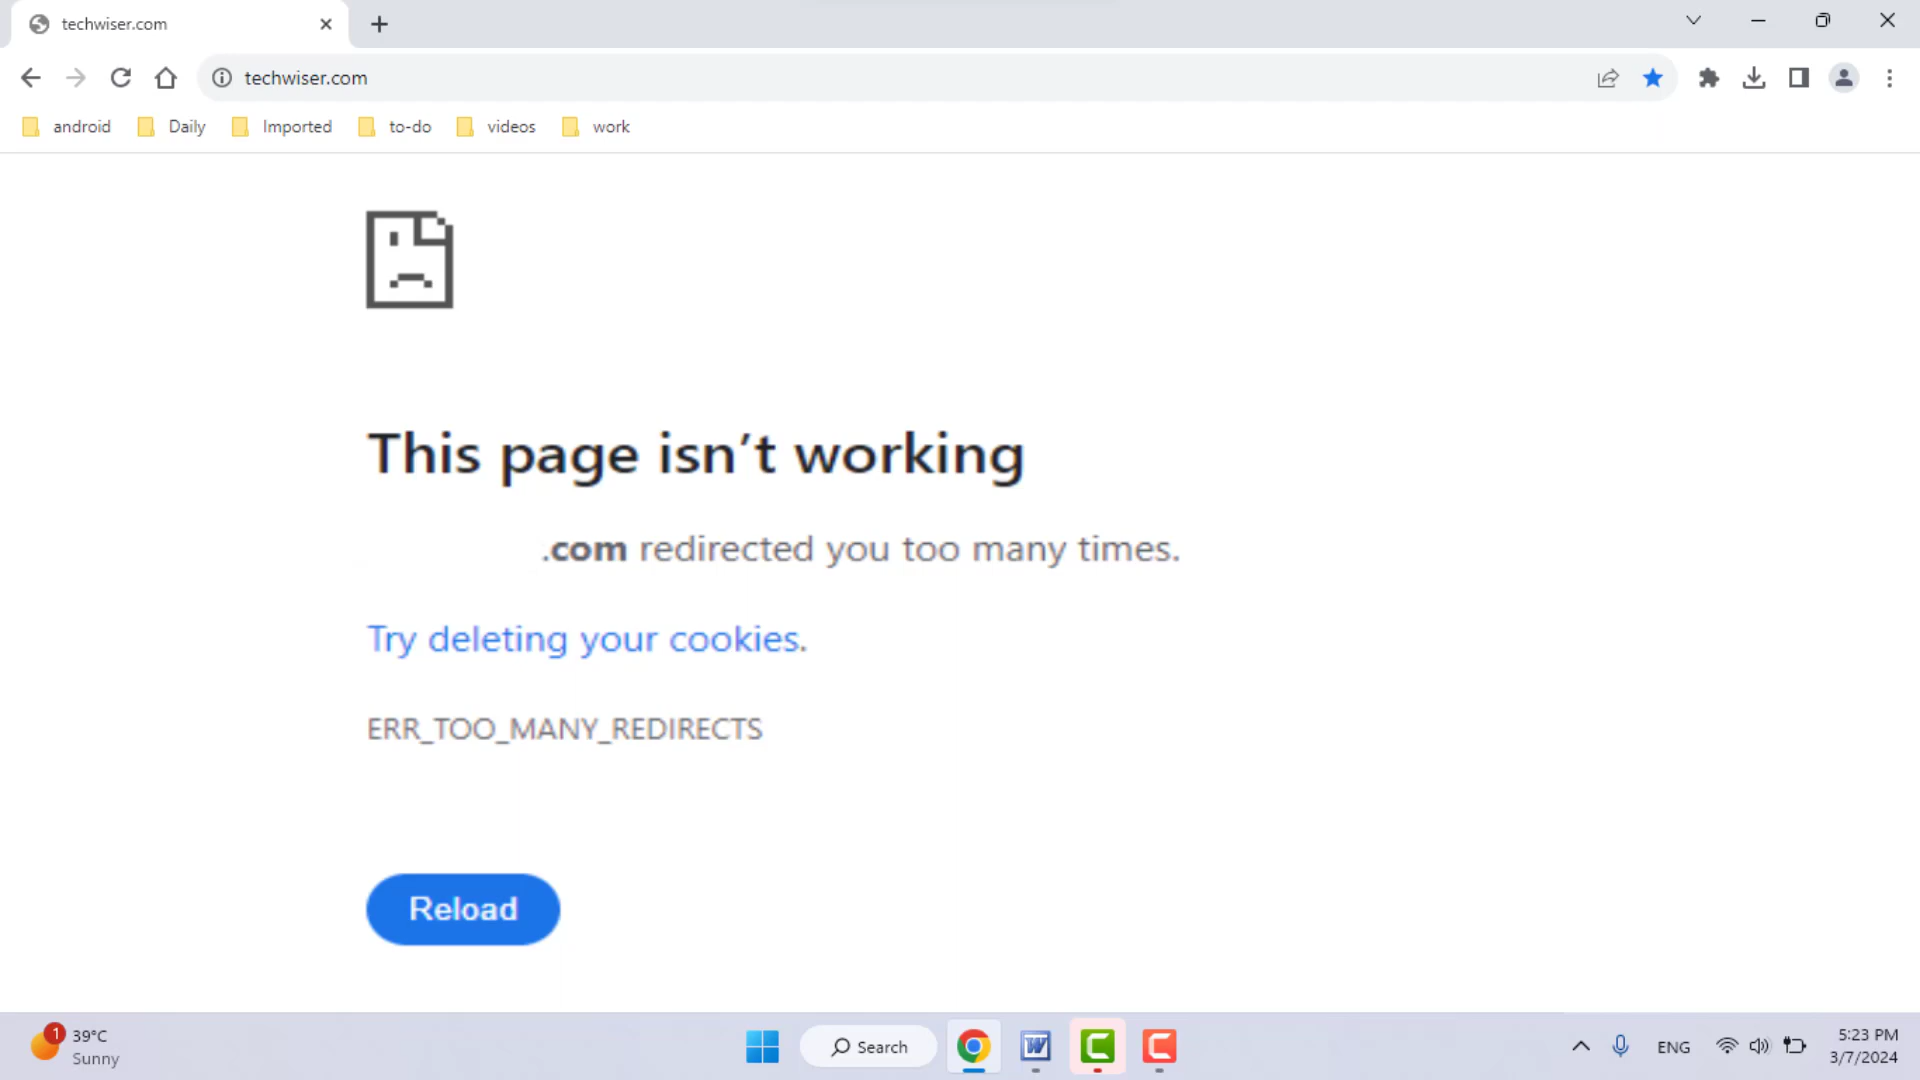 techwiser.com
techwiser.com
android Daily Imported to-do videos work
This page isn’t working
.com redirected you too many times.
Try deleting your cookies.
ERR_TOO_MANY_REDIRECTS
Reload
1
39°C
Sunny
Search
W
ENG
5:23 PM
3/7/2024